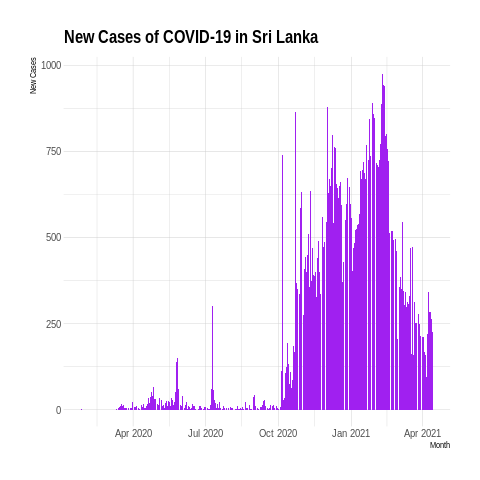 New Cases of COVID-19 in Sri Lanka
New Cases
1000
750
500
250
0
Apr 2020
Jul 2020
Oct 2020
Jan 2021
Apr 2021
Month